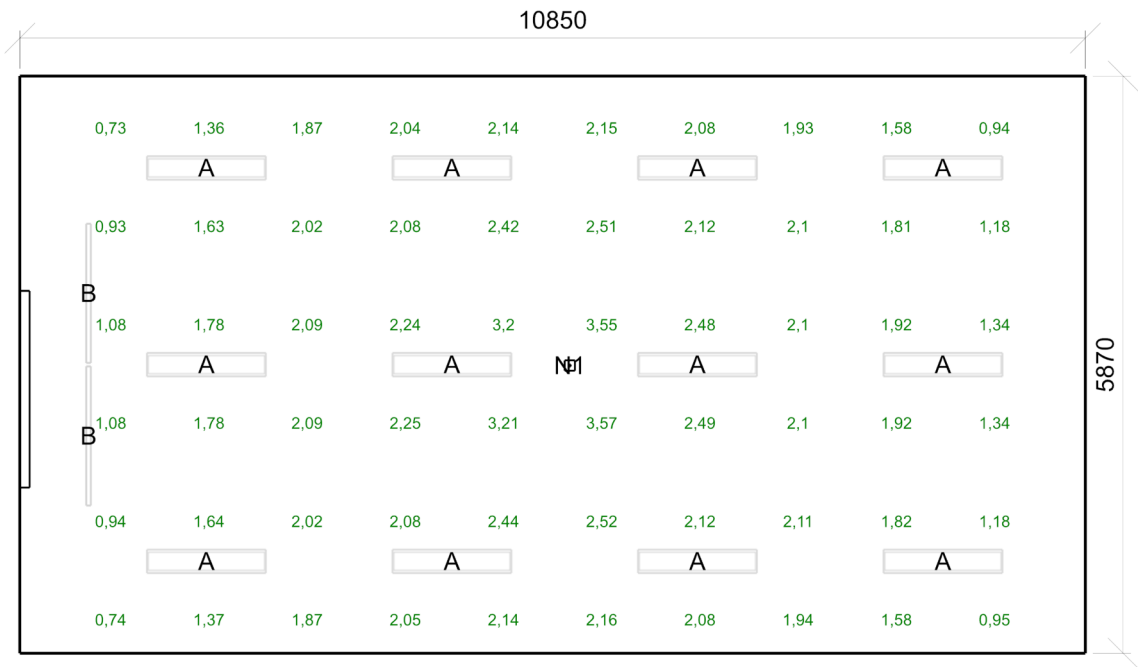 10850
0,73 1,36 1,87 2,04 2,14 2,15 2,08 1,93 1,58 0,94
A A A A
0,93 1,63 2,02 2,08 2,42 2,51 2,12 2,1 1,81 1,18
B
1,08 1,78 2,09 2,24 3,2 3,55 2,48 2,1 1,92 1,34
A A N1 A A
5870
1,08 1,78 2,09 2,25 3,21 3,57 2,49 2,1 1,92 1,34
B
0,94 1,64 2,02 2,08 2,44 2,52 2,12 2,11 1,82 1,18
A A A A
0,74 1,37 1,87 2,05 2,14 2,16 2,08 1,94 1,58 0,95